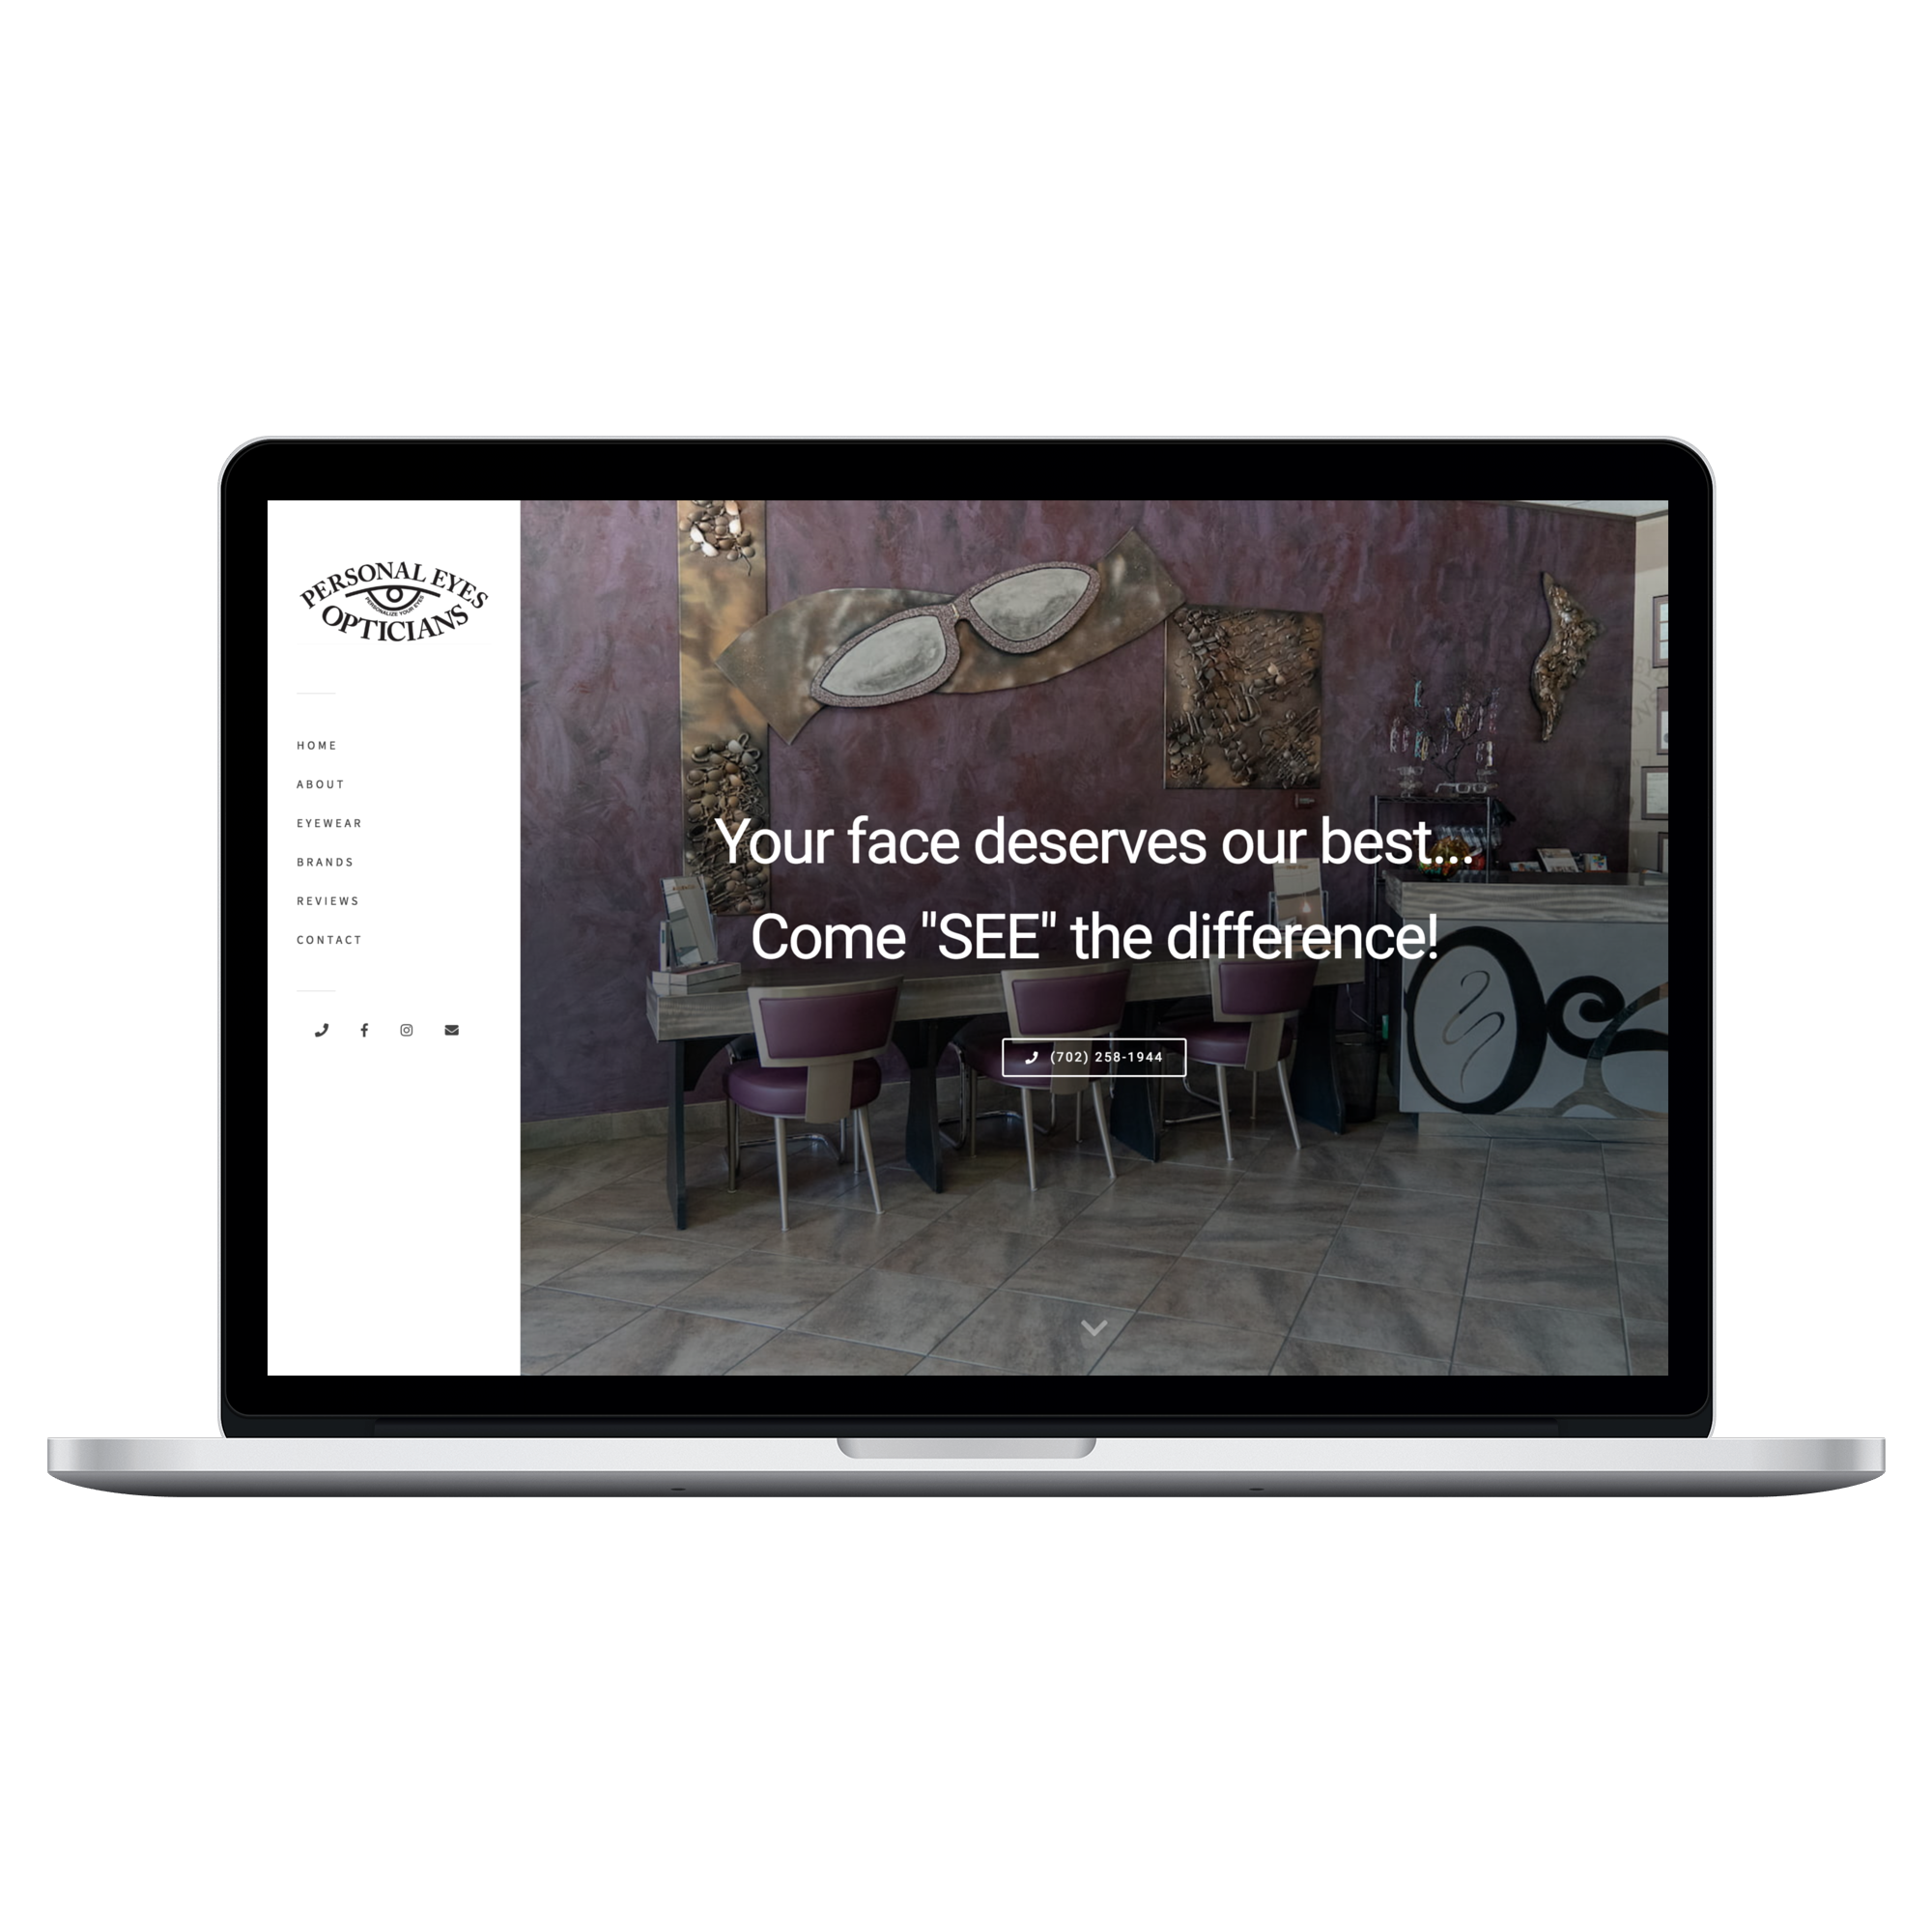 PERSONAL EYES
PERSONALIZE YOUR EYES
OPTICIANS
HOME
ABOUT
EYEWEAR
BRANDS
REVIEWS
CONTACT
Your face deserves our best...
Come "SEE" the difference!
(702) 258-1944